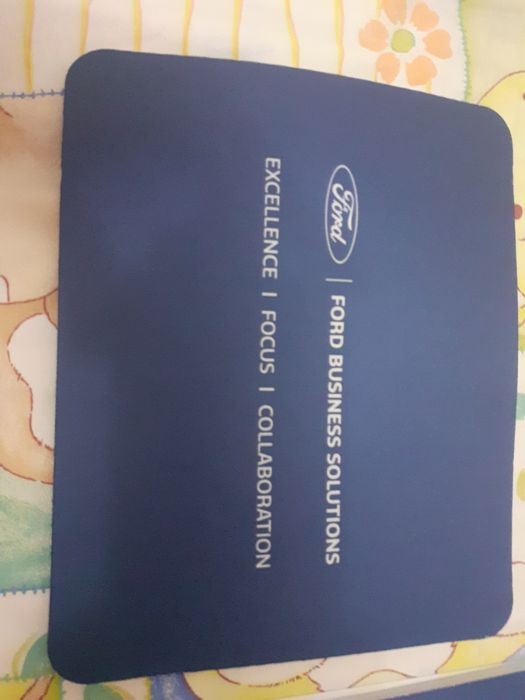 Ford | FORD BUSINESS SOLUTIONS
EXCELLENCE I FOCUS I COLLABORATION